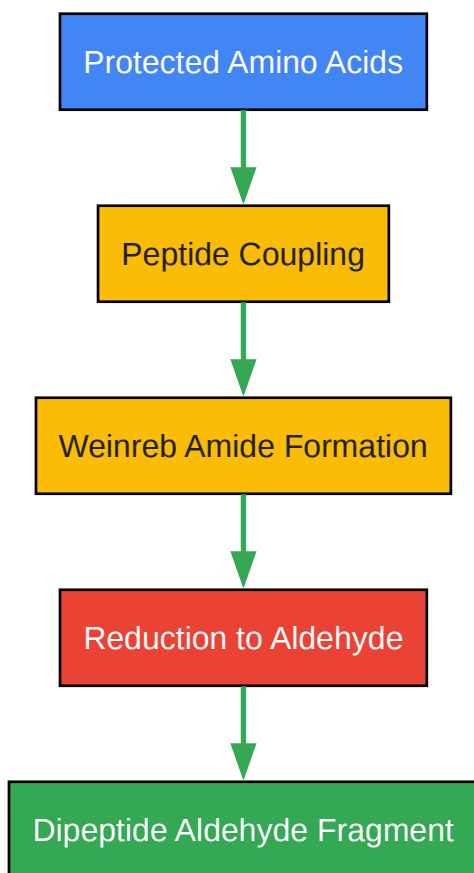 Protected Amino Acids
Peptide Coupling
Weinreb Amide Formation
Reduction to Aldehyde
Dipeptide Aldehyde Fragment